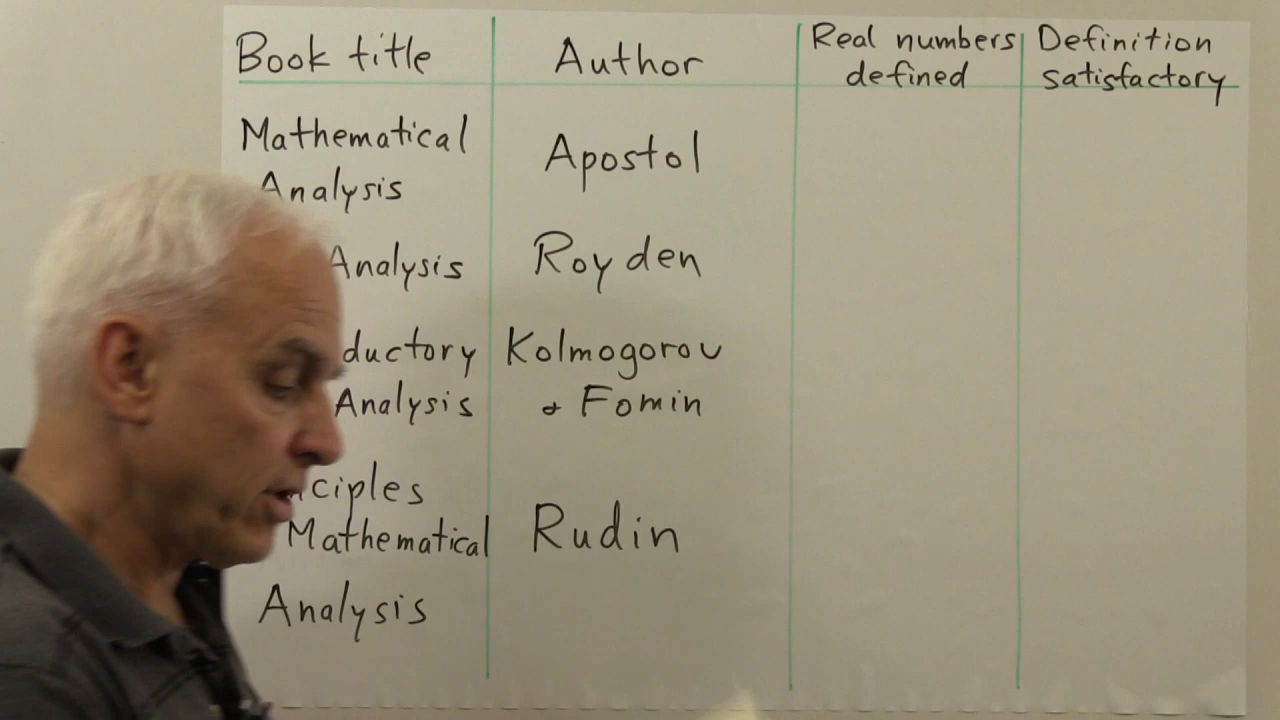 Book title
Author
Real numbers
defined
Definition
satisfactory
Mathematical
Analysis
Apostol
Analysis
Royden
ductory
Analysis
Kolmogorov
& Fomin
ciples
Mathematical
Analysis
Rudin